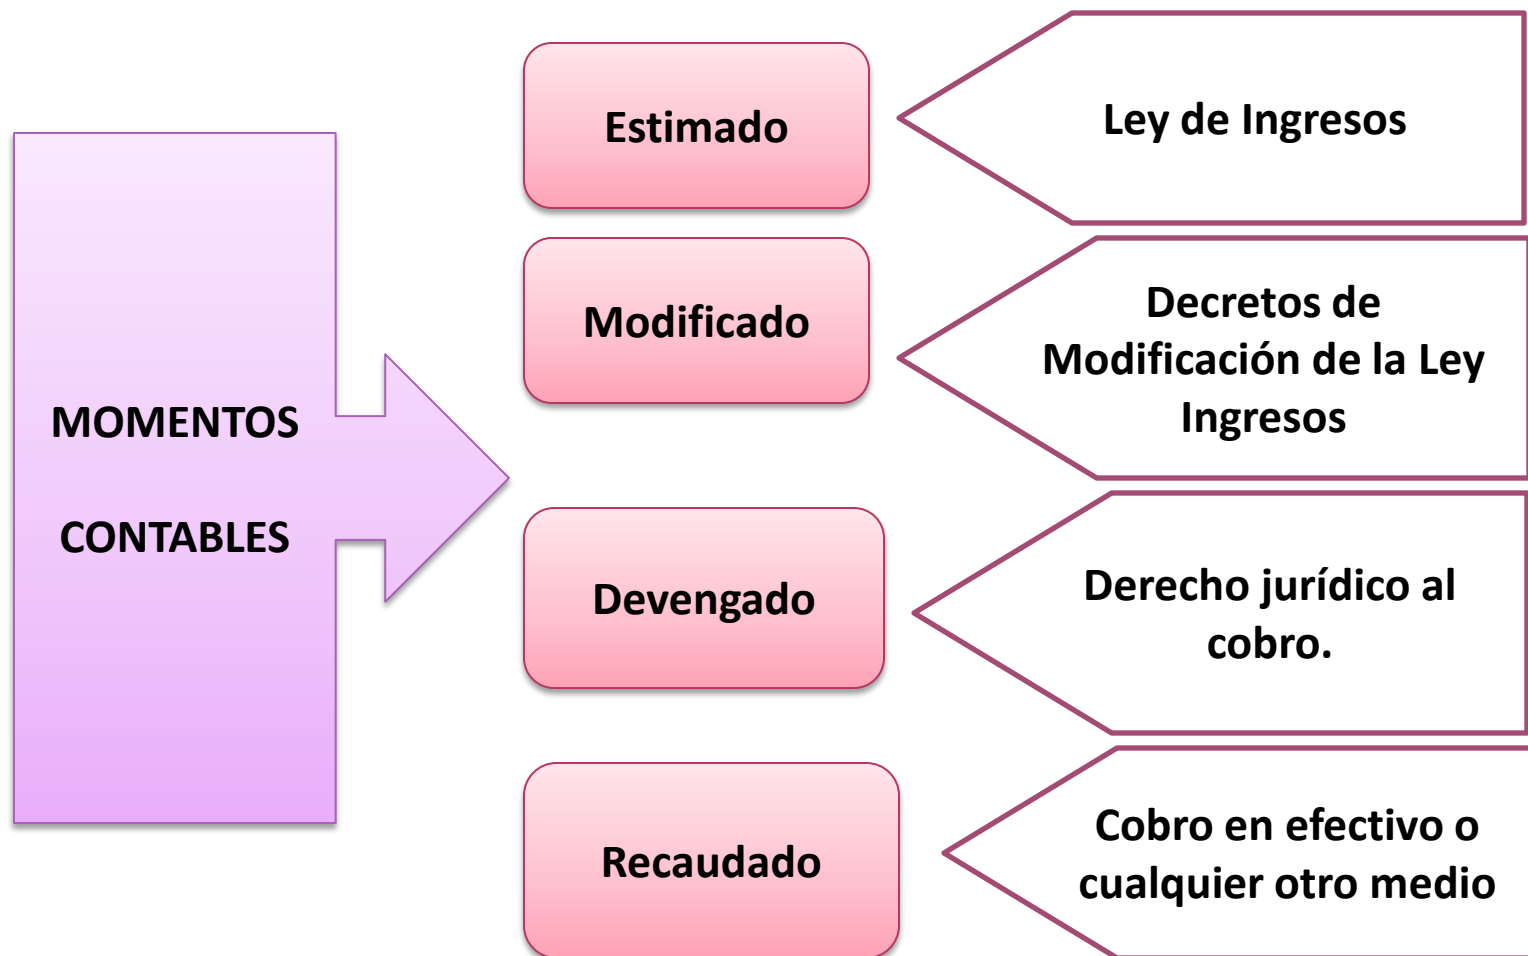 MOMENTOS
CONTABLES
Estimado
Ley de Ingresos
Modificado
Decretos de
Modificación de la Ley
Ingresos
Devengado
Derecho jurídico al
cobro.
Recaudado
Cobro en efectivo o
cualquier otro medio